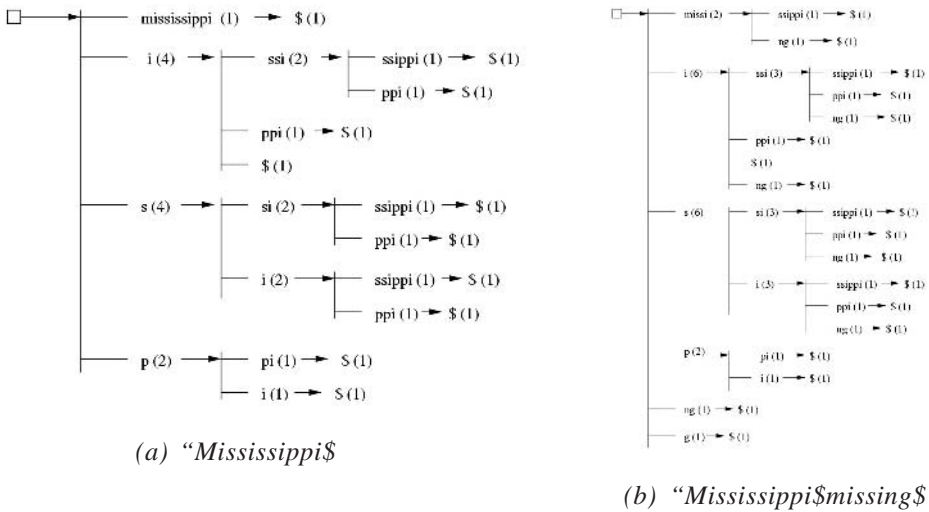 mississippi (1) $ (1)
i (4) ssi (2) ssippi (1) $ (1)
ppi (1) $ (1)
ppi (1) $ (1)
$ (1)
s (4) si (2) ssippi (1) $ (1)
ppi (1) $ (1)
i (2) ssippi (1) $ (1)
ppi (1) $ (1)
p (2) pi (1) $ (1)
i (1) $ (1)
(a) “Mississippi$
missi (2) ssippi (1) $ (1)
ng (1) $ (1)
i (6) ssi (3) ssippi (1) $ (1)
ppi (1) $ (1)
ng (1) $ (1)
ppi (1) $ (1)
$ (1)
ng (1) $ (1)
s (6) si (3) ssippi (1) $ (1)
ppi (1) $ (1)
ng (1) $ (1)
i (3) ssippi (1) $ (1)
ppi (1) $ (1)
ng (1) $ (1)
p (2) pi (1) $ (1)
i (1) $ (1)
ng (1) $ (1)
g (1) $ (1)
(b) “Mississippi$missing$